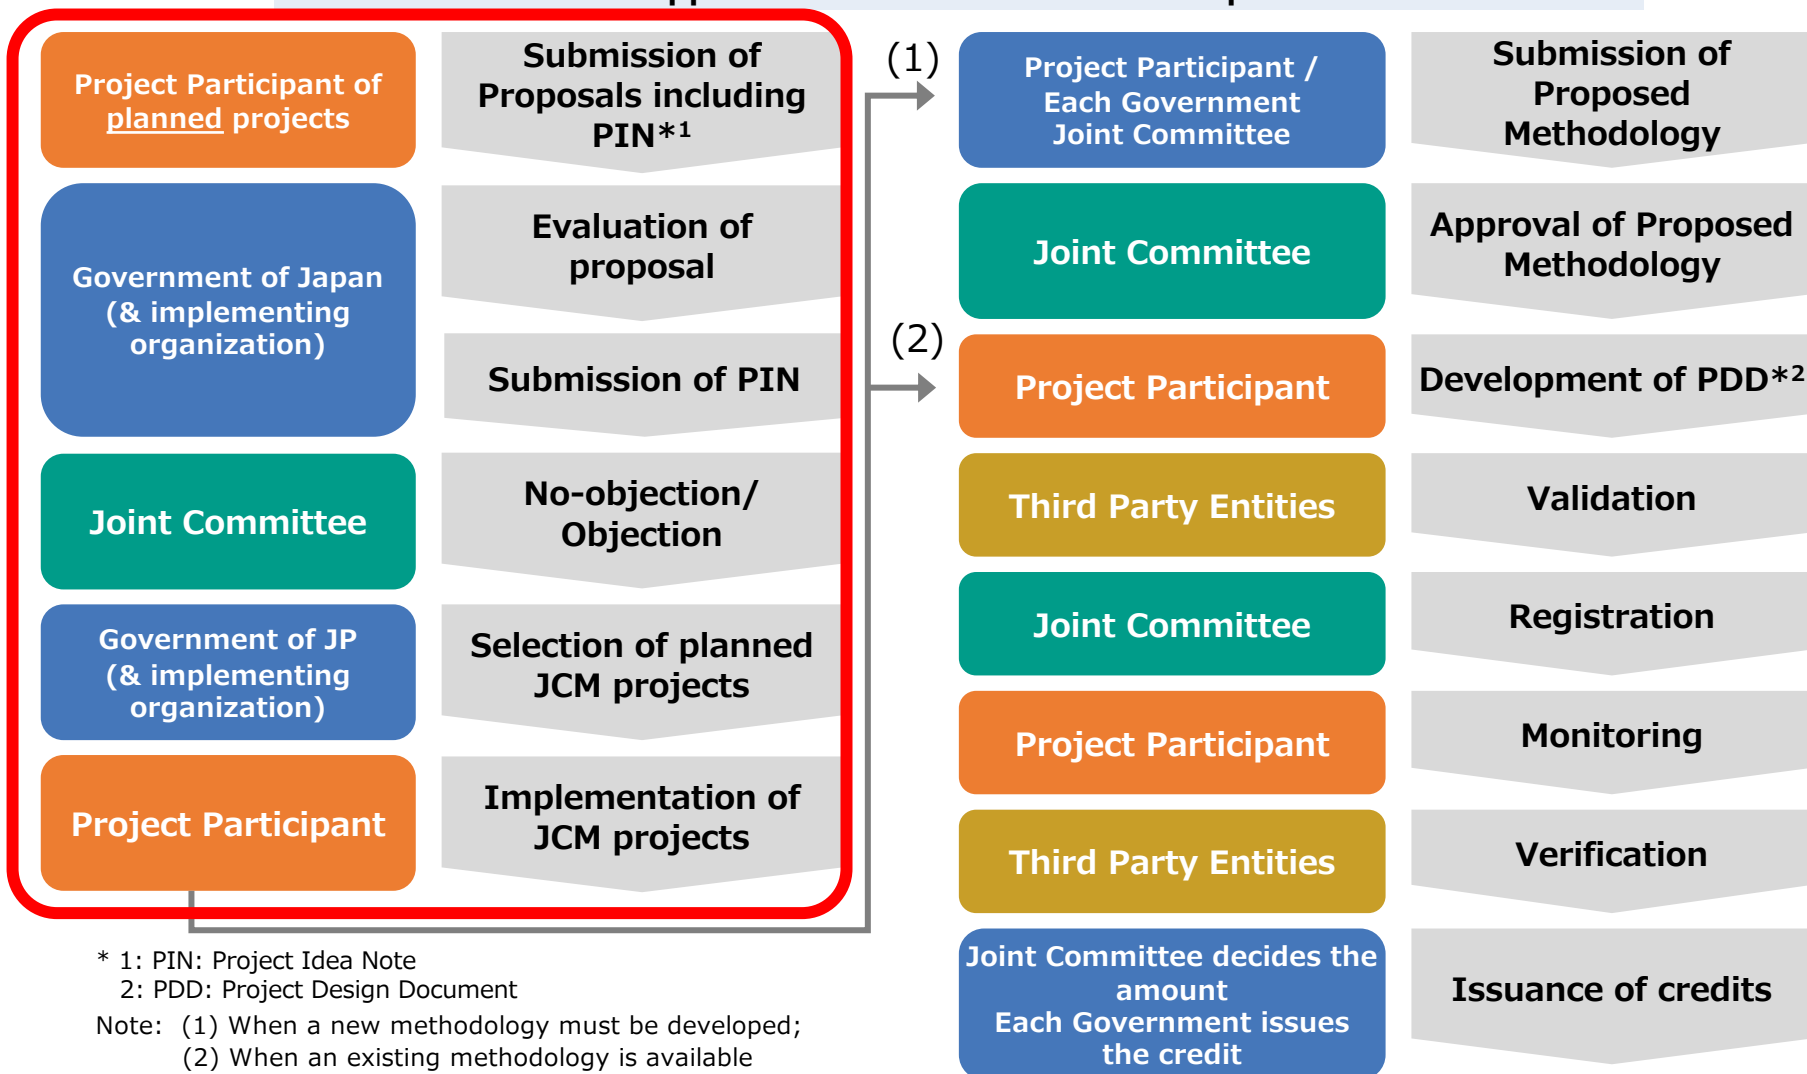 Project Participant of
planned projects
Submission of
Proposals including
PIN*1
Government of Japan
(& implementing
organization)
Evaluation of
proposal
Submission of PIN
Joint Committee
No-objection/
Objection
Government of JP
(& implementing
organization)
Selection of planned
JCM projects
Project Participant
Implementation of
JCM projects
* 1: PIN: Project Idea Note
2: PDD: Project Design Document
Note: (1) When a new methodology must be developed;
(2) When an existing methodology is available
(1)
(2)
Project Participant /
Each Government
Joint Committee
Submission of
Proposed
Methodology
Joint Committee
Approval of Proposed
Methodology
Project Participant
Development of PDD*2
Third Party Entities
Validation
Joint Committee
Registration
Project Participant
Monitoring
Third Party Entities
Verification
Joint Committee decides the
amount
Each Government issues
the credit
Issuance of credits